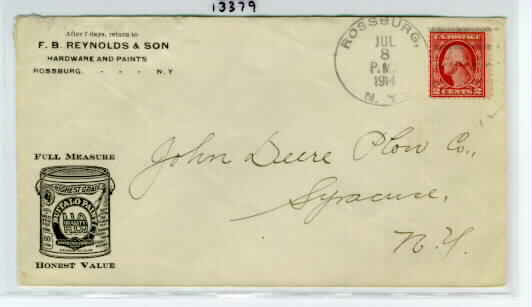 13379
After 7 days, return to
F. B. REYNOLDS & SON
HARDWARE AND PAINTS
ROSSBURG, - - - N. Y
ROSSBURG,
JUL
8
P.M.
1914
N. Y.
U.S. POSTAGE
2 CENTS 2
FULL MEASURE
HIGHEST GRADE
BUFALO PAINT
HONEST VALUE
John Deere Plow Co.,
Syracuse,
N.Y.